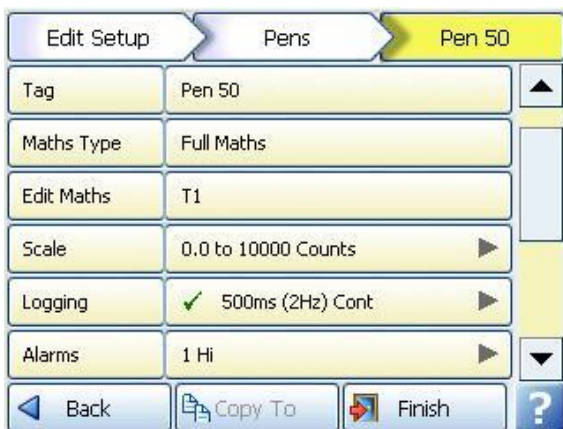 Edit Setup Pens Pen 50
Tag Pen 50
Maths Type Full Maths
Edit Maths T1
Scale 0.0 to 10000 Counts
Logging ✓ 500ms (2Hz) Cont
Alarms 1 Hi
Back Copy To Finish ?